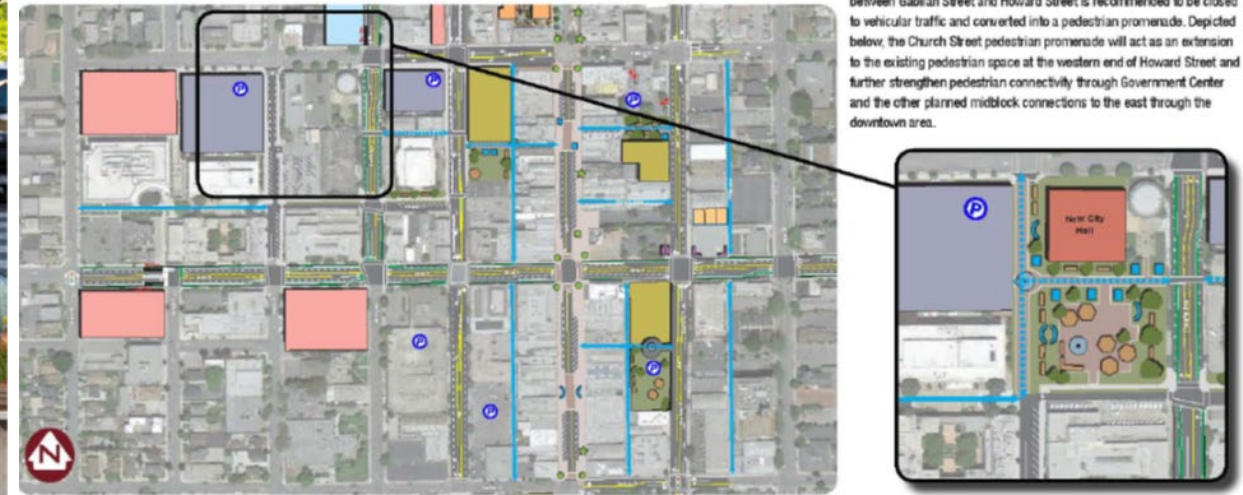 between Gabilan Street and Howard Street is recommended to be closed
to vehicular traffic and converted into a pedestrian promenade. Depicted
below, the Church Street pedestrian promenade will act as an extension
to the existing pedestrian space at the western end of Howard Street and
further strengthen pedestrian connectivity through Government Center
and the other planned midblock connections to the east through the
downtown area.
P
P
P
P
New City
Hall
P
P
P
N